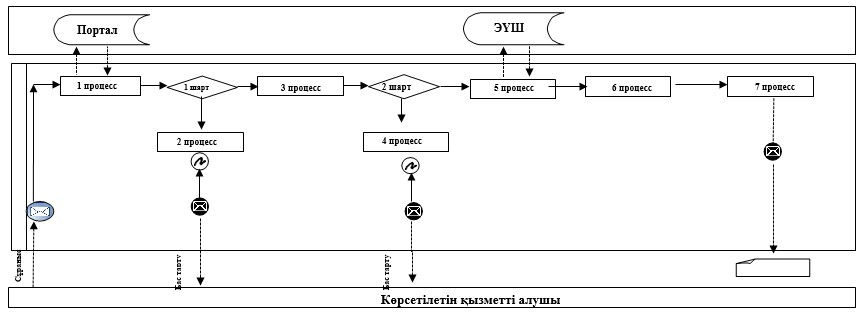 Портал
ЭҮШ
1 процесс
1 шарт
3 процесс
2 шарт
5 процесс
6 процесс
7 процесс
2 процесс
4 процесс
Сұраныс
Бас тарту
Бас тарту
Көрсетілетін қызметті алушы